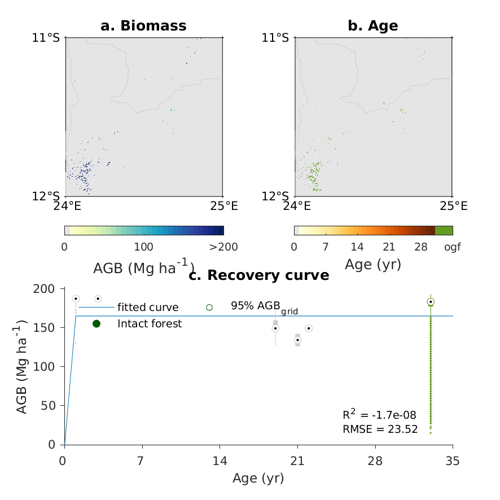 a. Biomass
b. Age
11°S
11°S
12°S
12°S
24°E
25°E
24°E
25°E
0
100
>200
0
7
14
21
28
ogf
AGB (Mg ha⁻¹)
Age (yr)
c. Recovery curve
200
150
100
50
0
AGB (Mg ha⁻¹)
fitted curve
95% AGB_grid
Intact forest
R² = -1.7e-08
RMSE = 23.52
0
7
14
21
28
35
Age (yr)